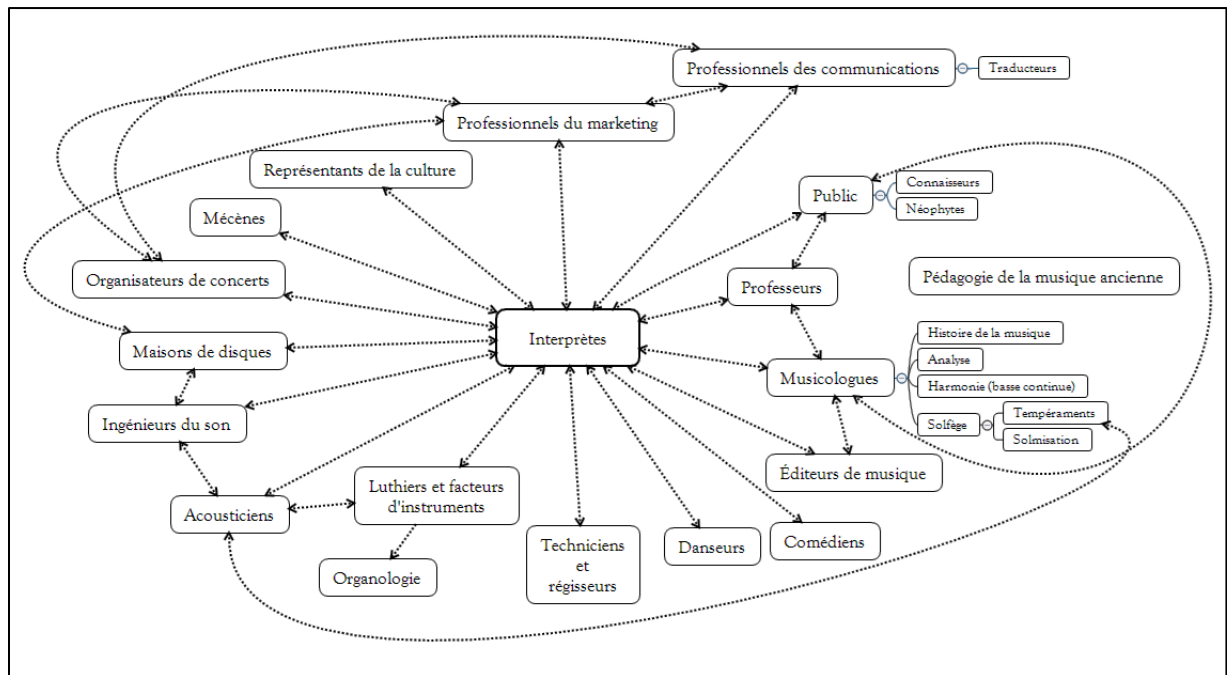 Professionnels des communications
Traducteurs
Professionnels du marketing
Représentants de la culture
Public
Connaisseurs
Néophytes
Mécènes
Organisateurs de concerts
Professeurs
Pédagogie de la musique ancienne
Interprètes
Maisons de disques
Musicologues
Histoire de la musique
Analyse
Harmonie (basse continue)
Solfège
Tempéraments
Solmisation
Ingénieurs du son
Éditeurs de musique
Acousticiens
Luthiers et facteurs
d'instruments
Organologie
Techniciens
et
régisseurs
Danseurs
Comédiens